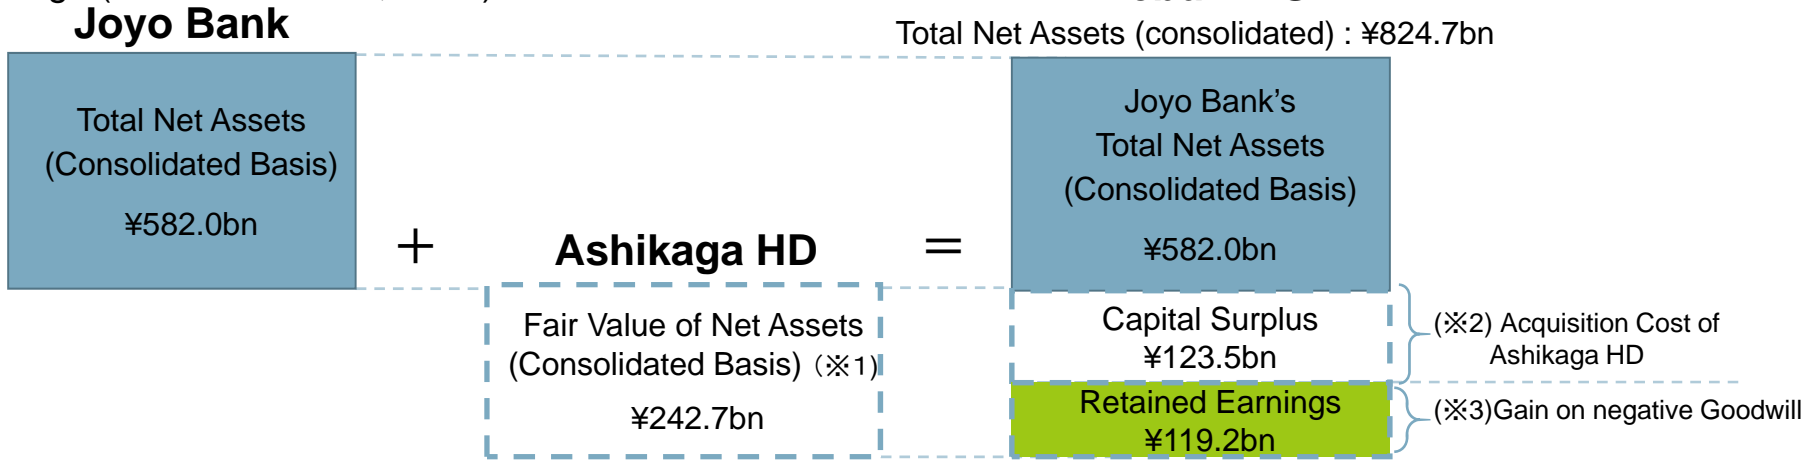 Joyo Bank
Total Net Assets (consolidated) : ¥824.7bn
Total Net Assets
(Consolidated Basis)
¥582.0bn
+
Ashikaga HD
Fair Value of Net Assets
(Consolidated Basis)（※1)
¥242.7bn
=
Joyo Bank’s
Total Net Assets
(Consolidated Basis)
¥582.0bn
Capital Surplus
¥123.5bn
(※2) Acquisition Cost of
Ashikaga HD
Retained Earnings
¥119.2bn
(※3)Gain on negative Goodwill